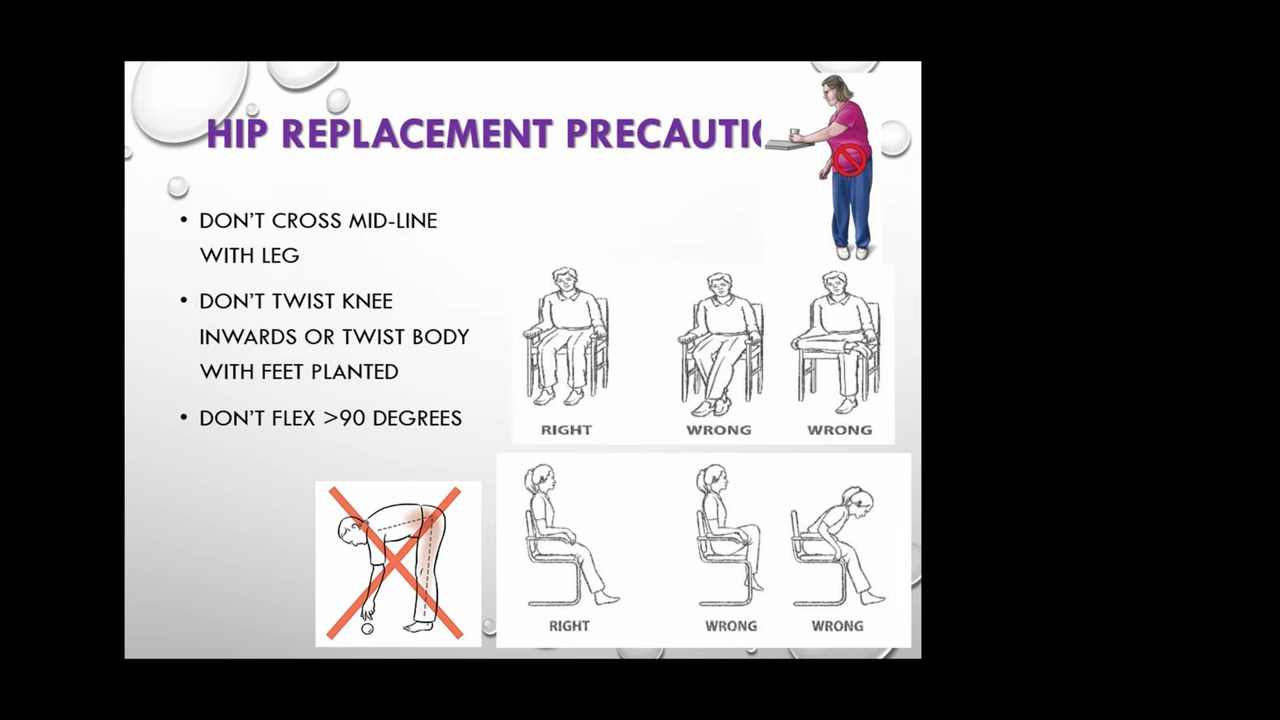 HIP REPLACEMENT
DON'T CROSS MID-LINE
WITH LEG
DON'T TWIST KNEE
INWARDS OR TWIST BODY
WITH FEET PLANTED
DON'T FLEX >90 DEGREES
RIGHT WRONG WRONG
RIGHT WRONG WRONG